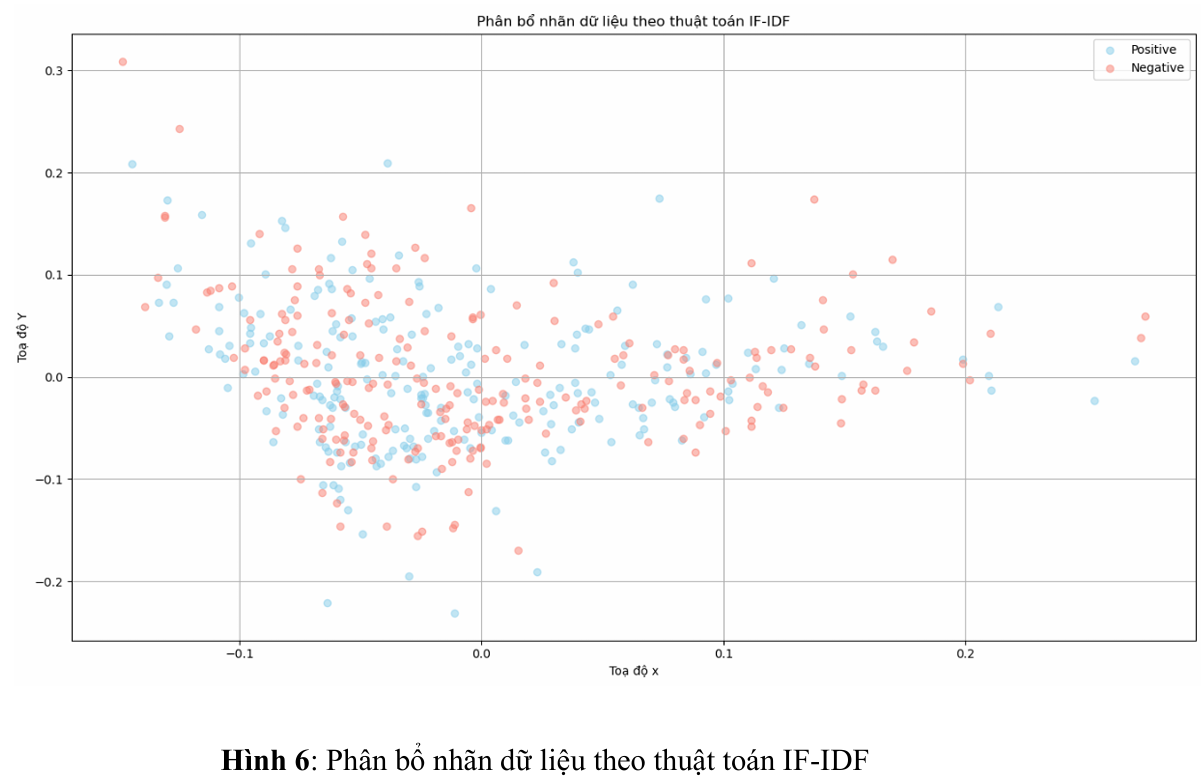 Phân bổ nhãn dữ liệu theo thuật toán IF-IDF
Positive
Negative
0.3
0.2
0.1
0.0
−0.1
−0.2
Toạ độ Y
−0.1
0.0
0.1
0.2
Toạ độ x
Hình 6: Phân bổ nhãn dữ liệu theo thuật toán IF-IDF